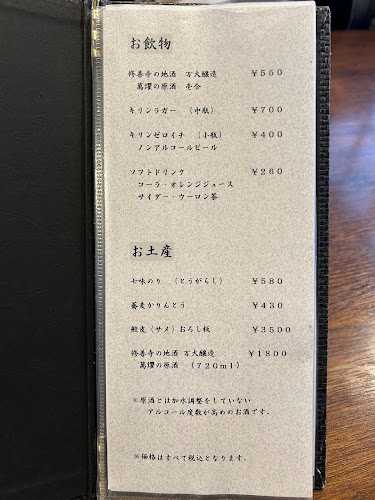 お飲物
修善寺の地酒 万大醸造 ¥550
萬燿の原酒 壱合
キリンラガー （中瓶） ¥700
キリンゼロイチ （小瓶） ¥400
ノンアルコールビール
ソフトドリンク ¥260
コーラ・オレンジジュース
サイダー・ウーロン茶
お土産
七味のり （とうがらし） ¥580
蕎麦かりんとう ¥430
鮫皮（サメ）おろし板 ¥3500
修善寺の地酒 万大醸造 ¥1800
萬燿の原酒 （720ml）
※原酒とは加水調整をしていない
アルコール度数が高めのお酒です。
※価格はすべて税込となります。